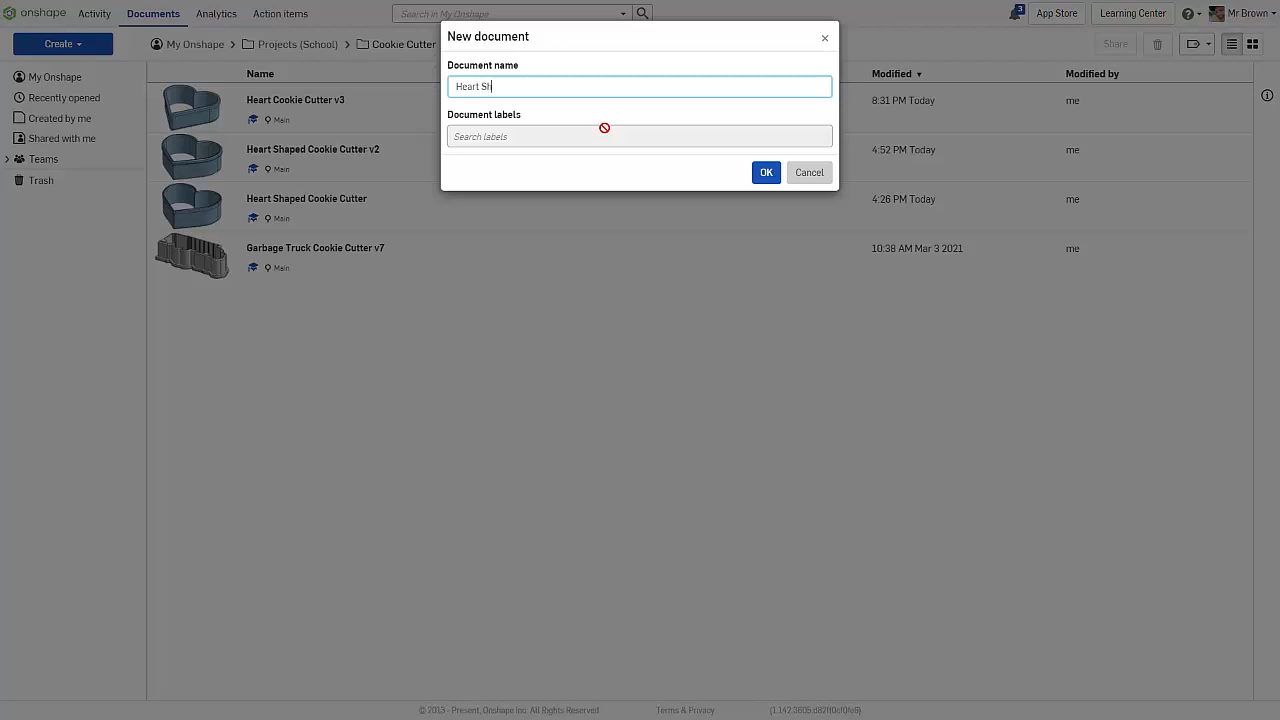 onshape Activity Documents Analytics Action items Search in My Onshape 3 App Store Learning Center Mr Brown
New document
Create My Onshape Projects (School) Cookie Cutter Share
Document name
Heart Sh
Name Modified Modified by
My Onshape
Recently opened
Created by me
Shared with me
Teams
Trash
Heart Cookie Cutter v3 8:31 PM Today me
Main
Document labels
Search labels
Heart Shaped Cookie Cutter v2 4:52 PM Today me
Main
OK Cancel
Heart Shaped Cookie Cutter 4:26 PM Today me
Main
Garbage Truck Cookie Cutter v7 10:38 AM Mar 3 2021 me
Main
© 2013 - Present, Onshape Inc. All Rights Reserved Terms & Privacy